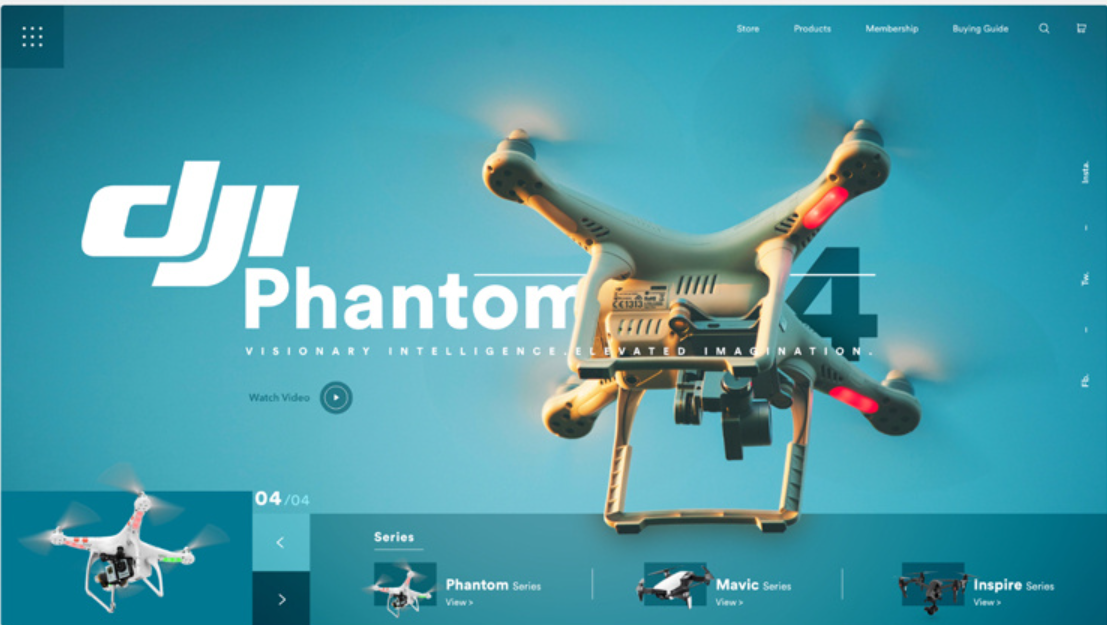 Store Products Membership Buying Guide
Insta.
Tw.
Fb.
dji
Phantom 4
VISIONARY INTELLIGENCE. ELEVATED IMAGINATION.
Watch Video
04/04
Series
Phantom Series
View >
Mavic Series
View >
Inspire Series
View >